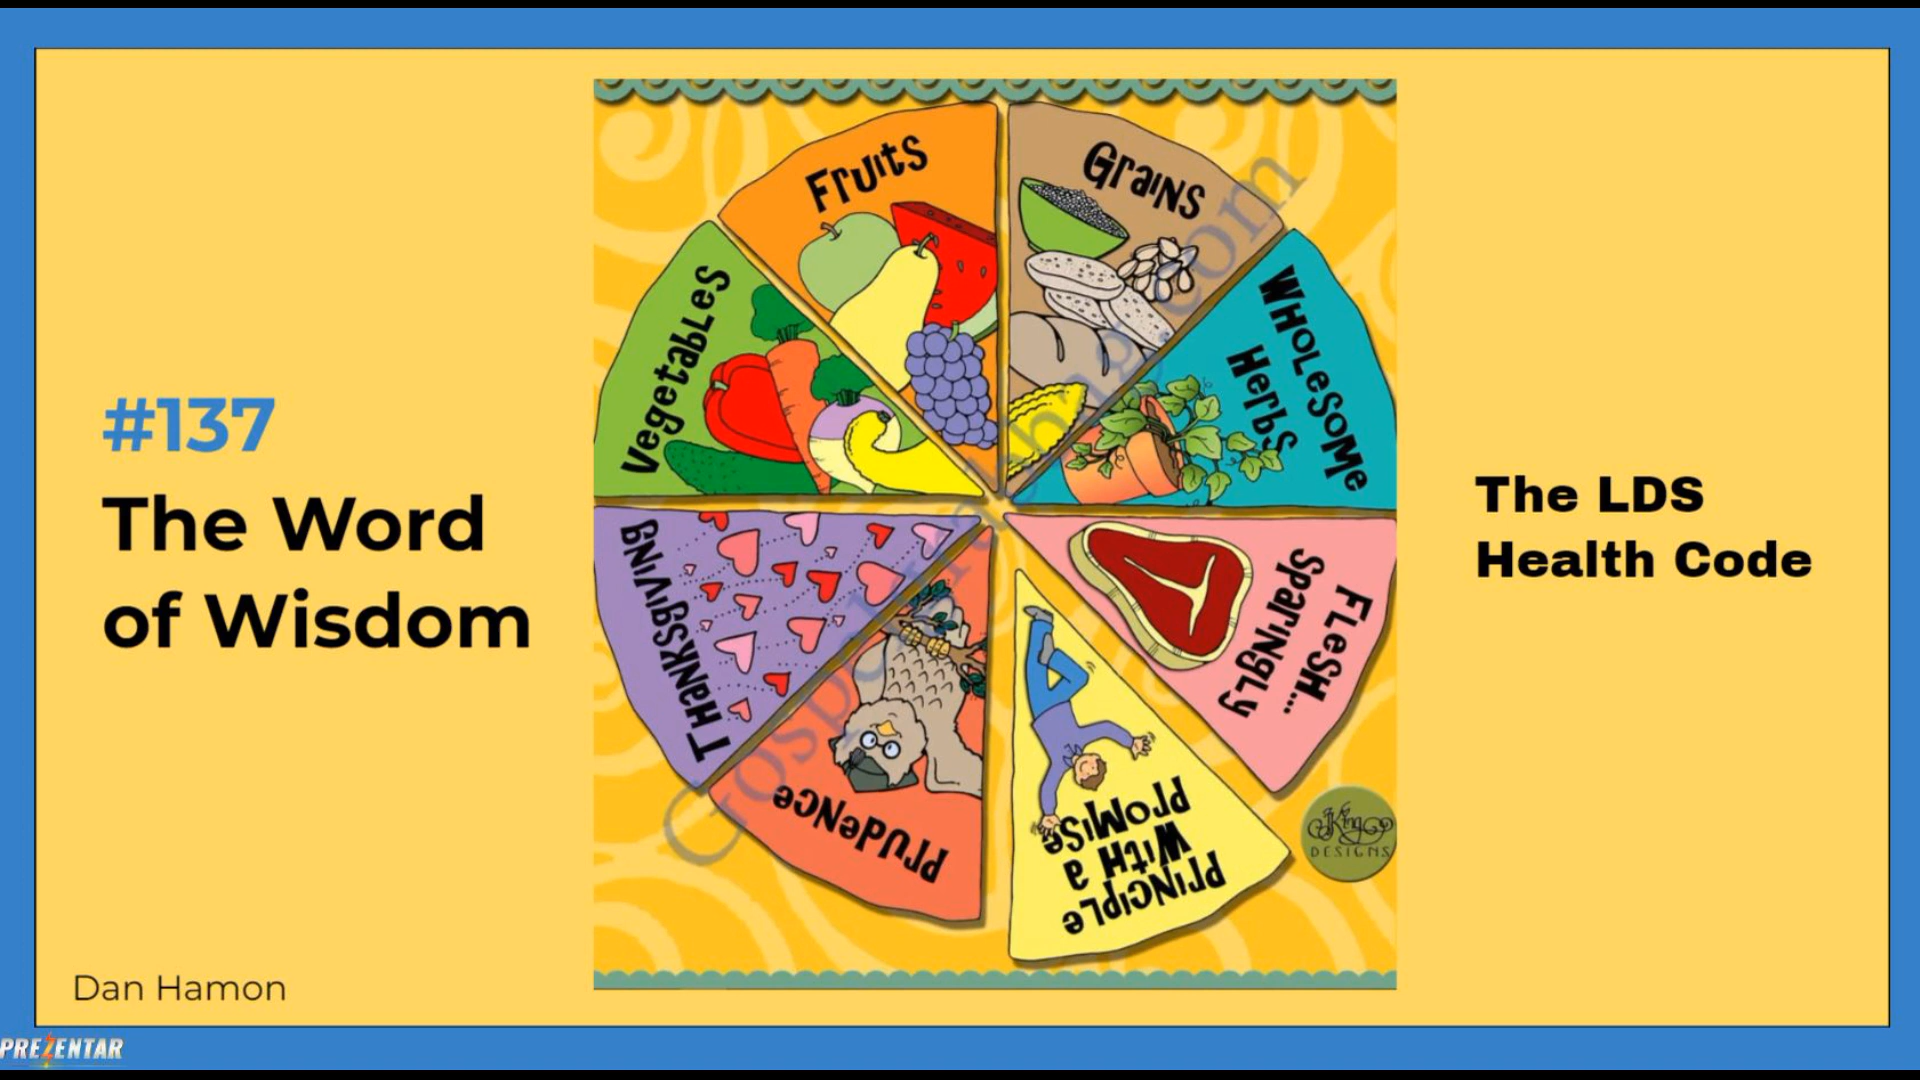 #137
The Word
of Wisdom
Dan Hamon
Fruits
Grains
Vegetables
Wholesome
Herbs
Thanksgiving
Flesh...
Sparingly
Prudence
Principle
With a
Promise
JKing
DESIGNS
The LDS
Health Code
PREZENTAR